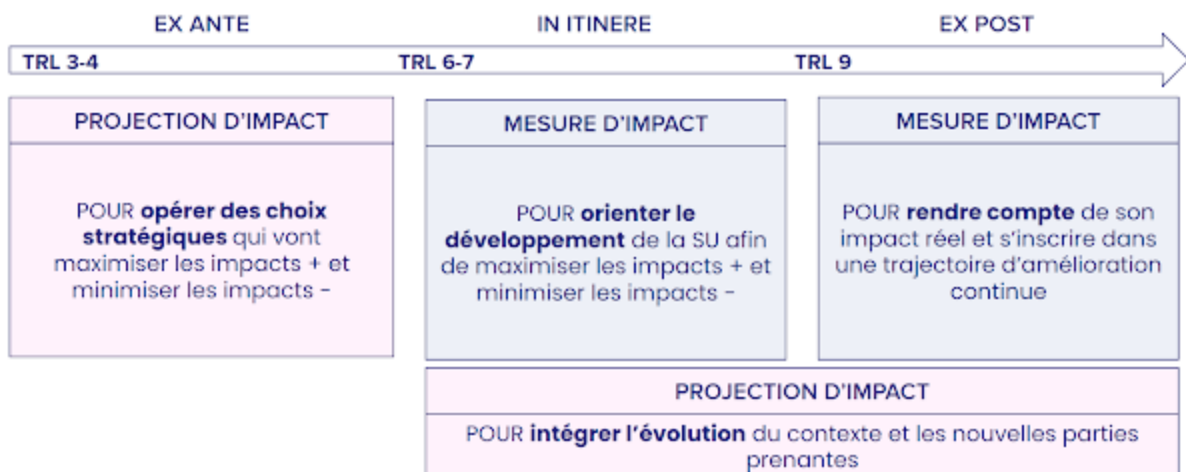 EX ANTE
IN ITINERE
EX POST
TRL 3-4
TRL 6-7
TRL 9
PROJECTION D'IMPACT
POUR opérer des choix
stratégiques qui vont
maximiser les impacts + et
minimiser les impacts -
MESURE D'IMPACT
POUR orienter le
développement de la SU afin
de maximiser les impacts + et
minimiser les impacts -
MESURE D'IMPACT
POUR rendre compte de son
impact réel et s'inscrire dans
une trajectoire d'amélioration
continue
PROJECTION D'IMPACT
POUR intégrer l'évolution du contexte et les nouvelles parties
prenantes